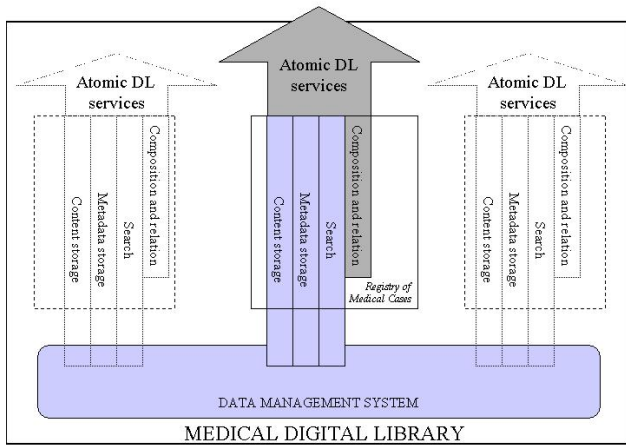 Atomic DL
services
Content storage
Metadata storage
Search
Composition and relation
Atomic DL
services
Content storage
Metadata storage
Search
Composition and relation
Registry of
Medical Cases
Atomic DL
services
Content storage
Metadata storage
Search
Composition and relation
DATA MANAGEMENT SYSTEM
MEDICAL DIGITAL LIBRARY